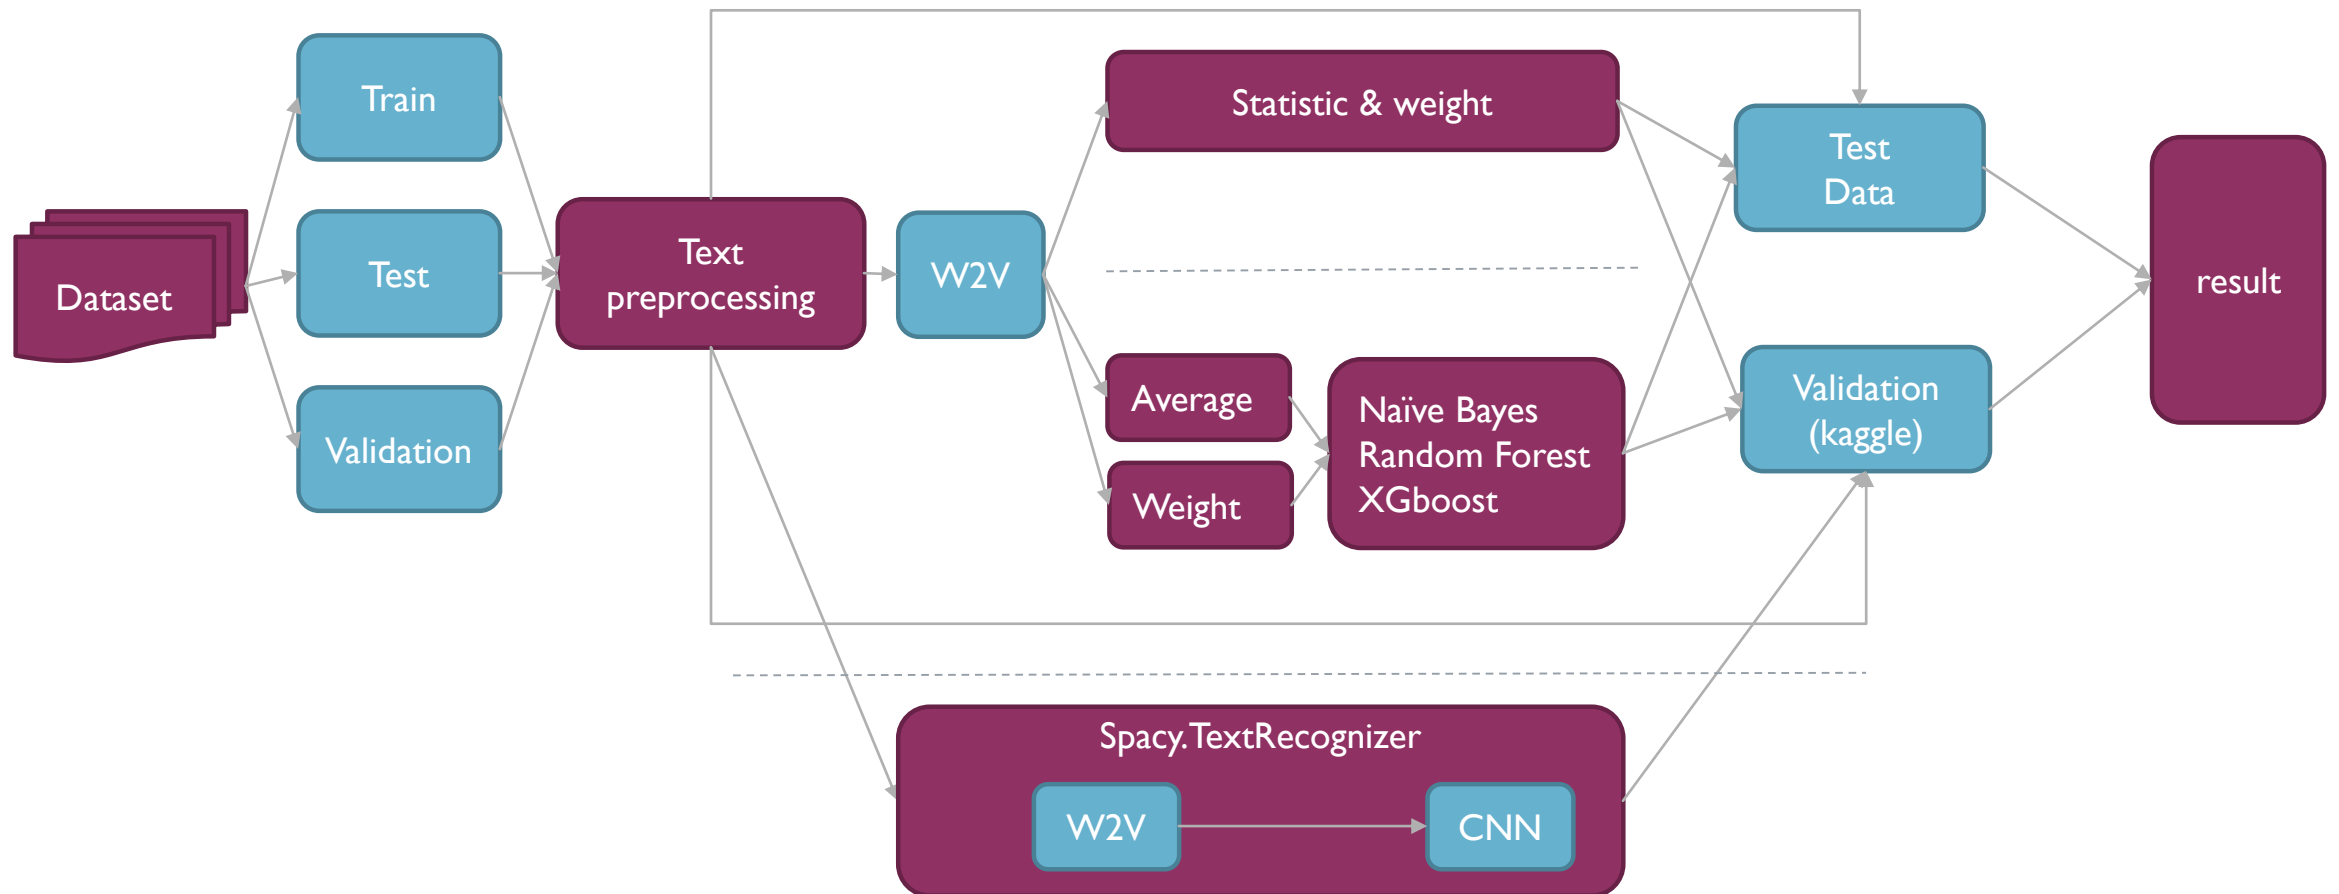 Dataset
Train
Test
Validation
Text
preprocessing
W2V
Statistic & weight
Average
Weight
Naïve Bayes
Random Forest
XGboost
Test
Data
Validation
(kaggle)
result
Spacy.TextRecognizer
W2V
CNN